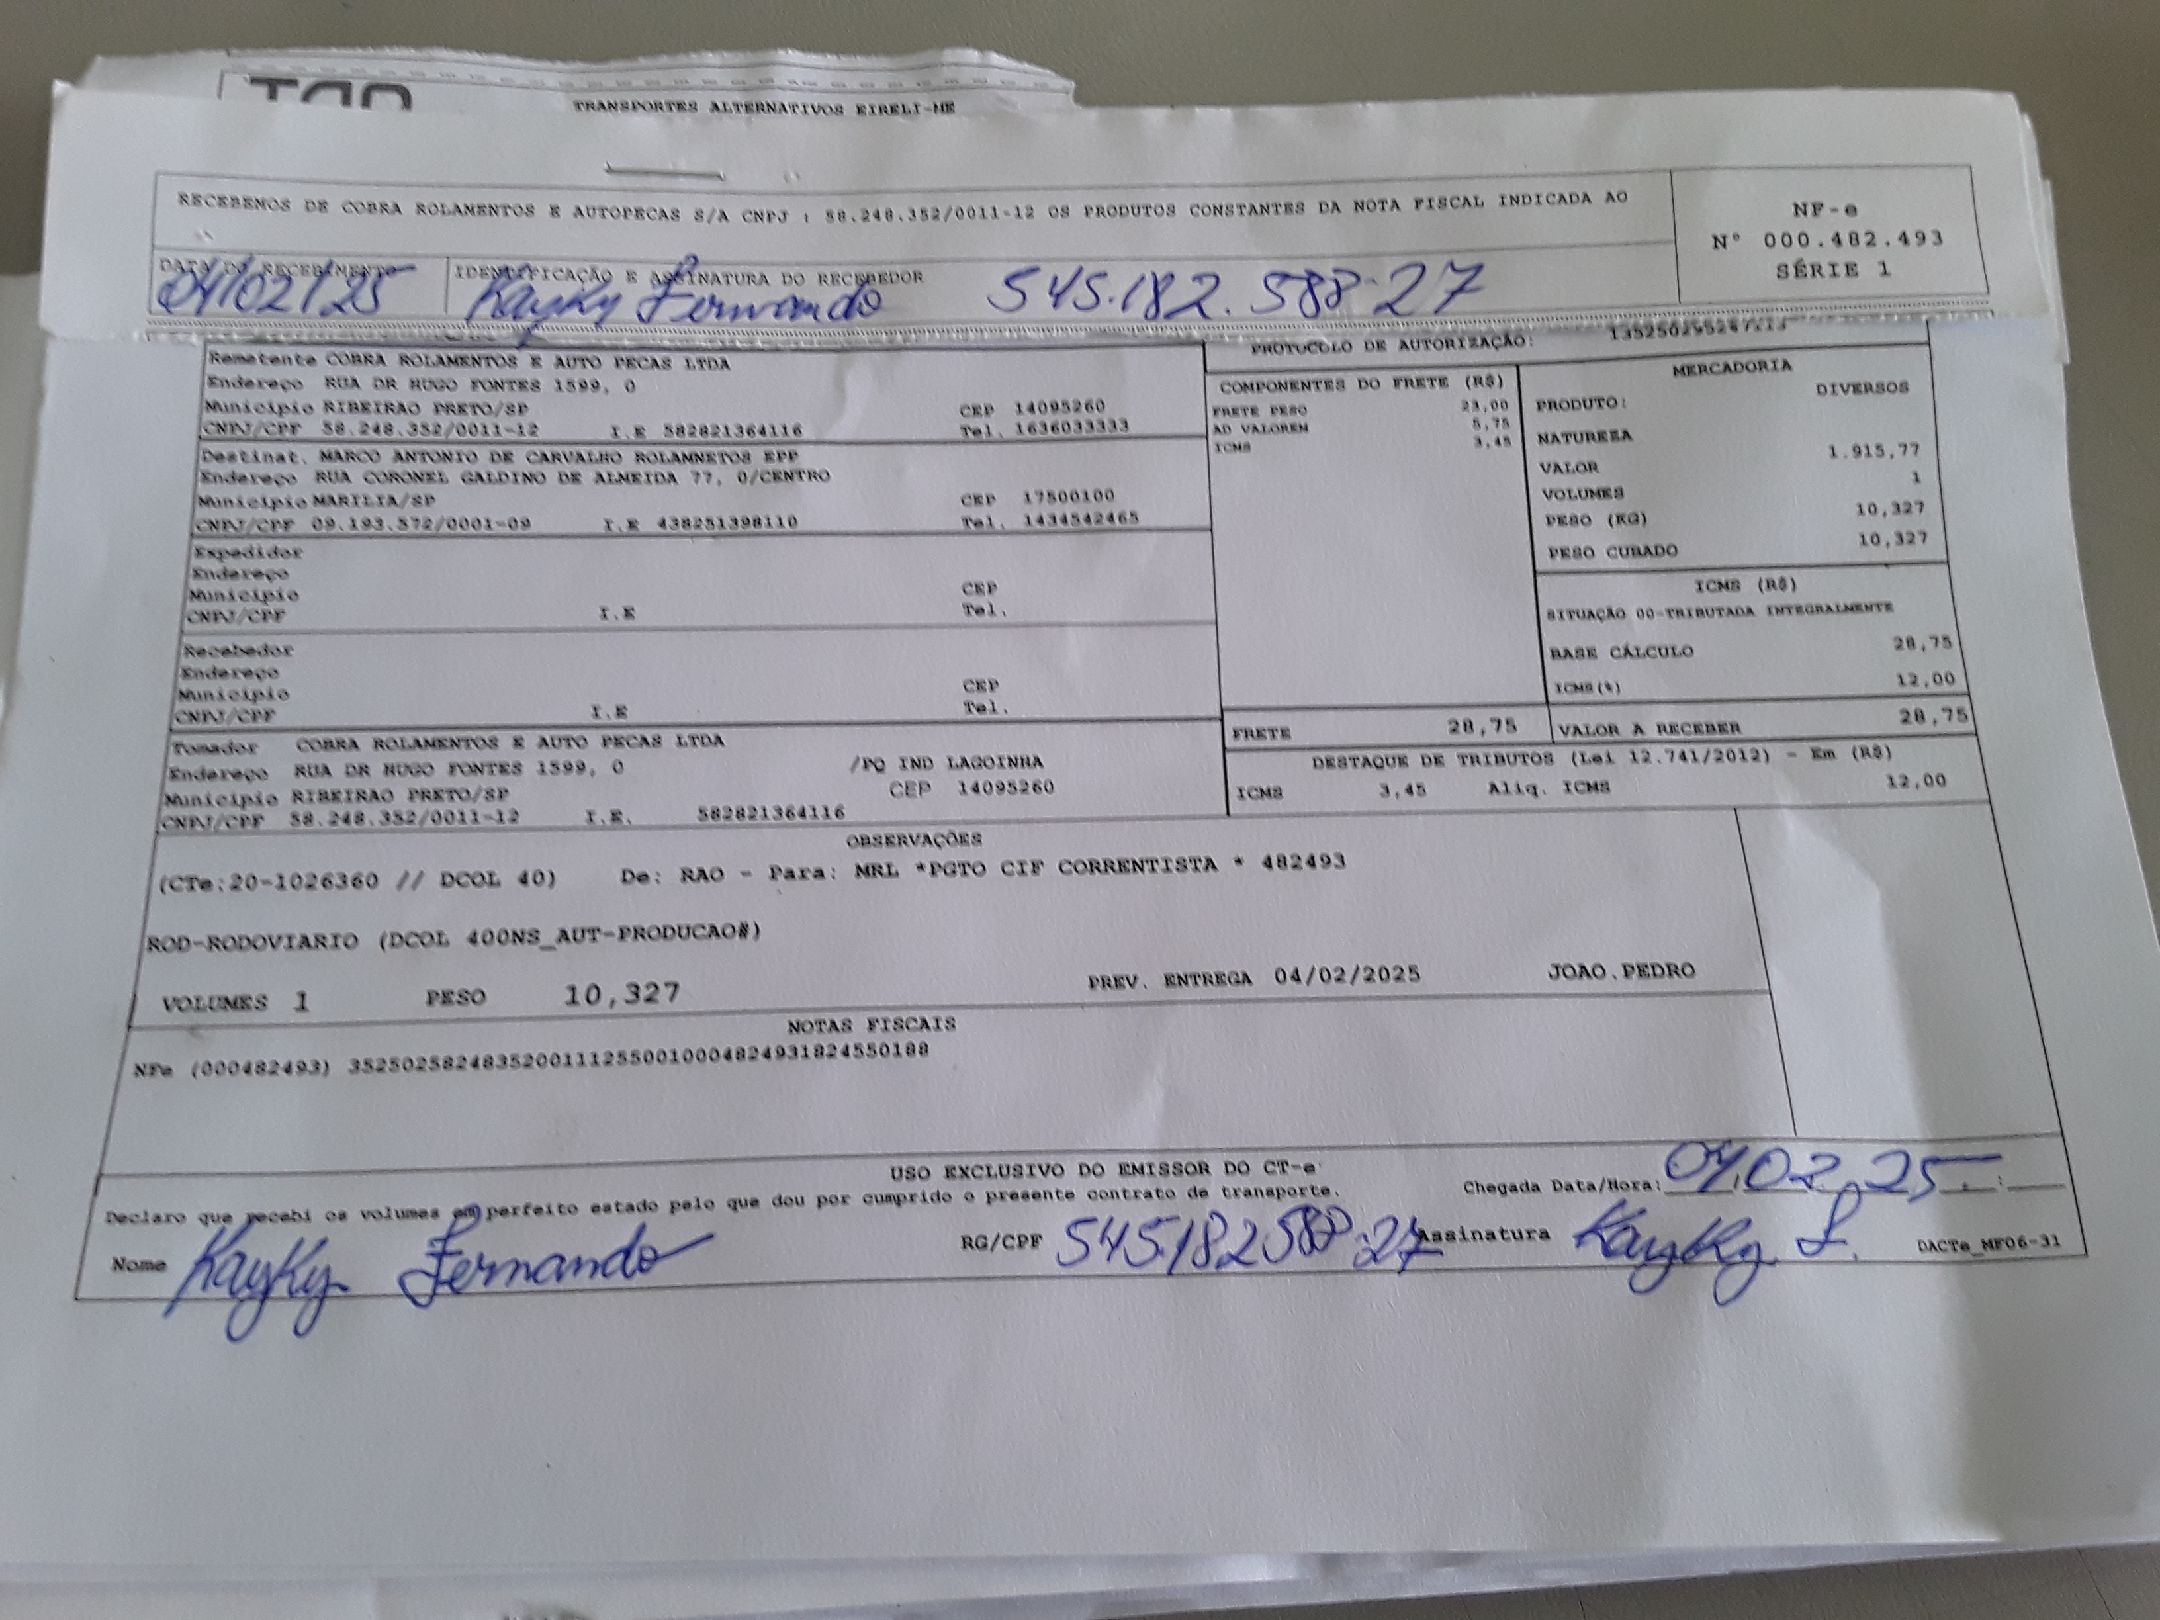 TRANSPORTES ALTERNATIVOS EIRELI-ME
RECEBEMOS DE COBRA ROLAMENTOS E AUTOPECAS S/A CNPJ : 58.248.352/0011-12 OS PRODUTOS CONSTANTES DA NOTA FISCAL INDICADA AO
NF-e
Nº 000.482.493
SÉRIE 1
DATA DO RECEBIMENTO
04/02/25
IDENTIFICAÇÃO E ASSINATURA DO RECEBEDOR
Kayky Fernando 545.182.588-27
PROTOCOLO DE AUTORIZAÇÃO:
Remetente COBRA ROLAMENTOS E AUTO PECAS LTDA
Endereço RUA DR HUGO FONTES 1599, 0
Município RIBEIRAO PRETO/SP CEP 14095260
CNPJ/CPF 58.248.352/0011-12 I.E 582821364116 Tel. 1636033333
Destinat. MARCO ANTONIO DE CARVALHO ROLAMNETOS EPP
Endereço RUA CORONEL GALDINO DE ALMEIDA 77, 0/CENTRO
Município MARILIA/SP CEP 17500100
CNPJ/CPF 09.193.572/0001-09 I.E 438251398110 Tel. 1434542465
Expedidor
Endereço
Município CEP
CNPJ/CPF I.E Tel.
Recebedor
Endereço
Município CEP
CNPJ/CPF I.E Tel.
Tomador COBRA ROLAMENTOS E AUTO PECAS LTDA
Endereço RUA DR HUGO FONTES 1599, 0 /PQ IND LAGOINHA
Município RIBEIRAO PRETO/SP CEP 14095260
CNPJ/CPF 58.248.352/0011-12 I.E. 582821364116
COMPONENTES DO FRETE (R$)
FRETE PESO 23,00
AD VALOREM 5,75
ICMS 3,45
MERCADORIA
PRODUTO: DIVERSOS
NATUREZA
VALOR 1.915,77
VOLUMES 1
PESO (KG) 10,327
PESO CUBADO 10,327
ICMS (R$)
SITUAÇÃO 00-TRIBUTADA INTEGRALMENTE
BASE CÁLCULO 28,75
ICMS(%) 12,00
FRETE 28,75 VALOR A RECEBER 28,75
DESTAQUE DE TRIBUTOS (Lei 12.741/2012) - Em (R$)
ICMS 3,45 Aliq. ICMS 12,00
OBSERVAÇÕES
(CTe:20-1026360 // DCOL 40) De: RAO - Para: MRL *PGTO CIF CORRENTISTA * 482493
ROD-RODOVIARIO (DCOL 400NS_AUT-PRODUCAO#)
VOLUMES 1 PESO 10,327 PREV. ENTREGA 04/02/2025 JOAO.PEDRO
NOTAS FISCAIS
NFe (000482493) 35250258248352001112550010004824931824550188
USO EXCLUSIVO DO EMISSOR DO CT-e
Declaro que recebi os volumes em perfeito estado pelo que dou por cumprido o presente contrato de transporte.
Chegada Data/Hora: 04.02.25
Nome Kayky Fernando RG/CPF 545.182588.27 Assinatura Kayky F. DACTe_MF06-31